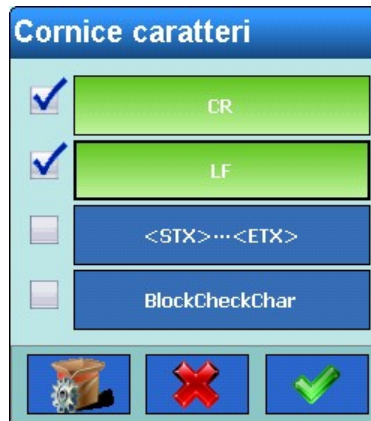 Cornice caratteri
CR
LF
<STX>···<ETX>
BlockCheckChar